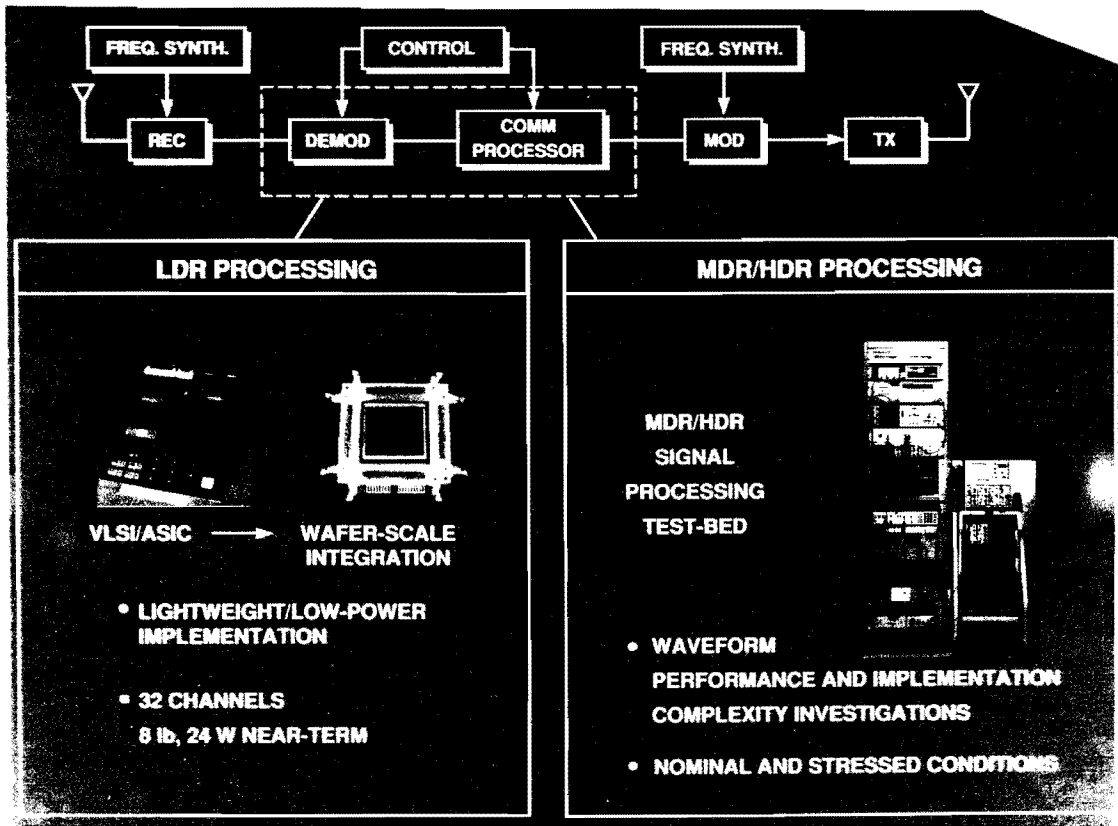 FREQ. SYNTH.
CONTROL
FREQ. SYNTH.
REC
DEMOD
COMM
PROCESSOR
MOD
TX
LDR PROCESSING
VLSI/ASIC
WAFER-SCALE
INTEGRATION
• LIGHTWEIGHT/LOW-POWER
IMPLEMENTATION
• 32 CHANNELS
8 lb, 24 W NEAR-TERM
MDR/HDR PROCESSING
MDR/HDR
SIGNAL
PROCESSING
TEST-BED
• WAVEFORM
PERFORMANCE AND IMPLEMENTATION
COMPLEXITY INVESTIGATIONS
• NOMINAL AND STRESSED CONDITIONS